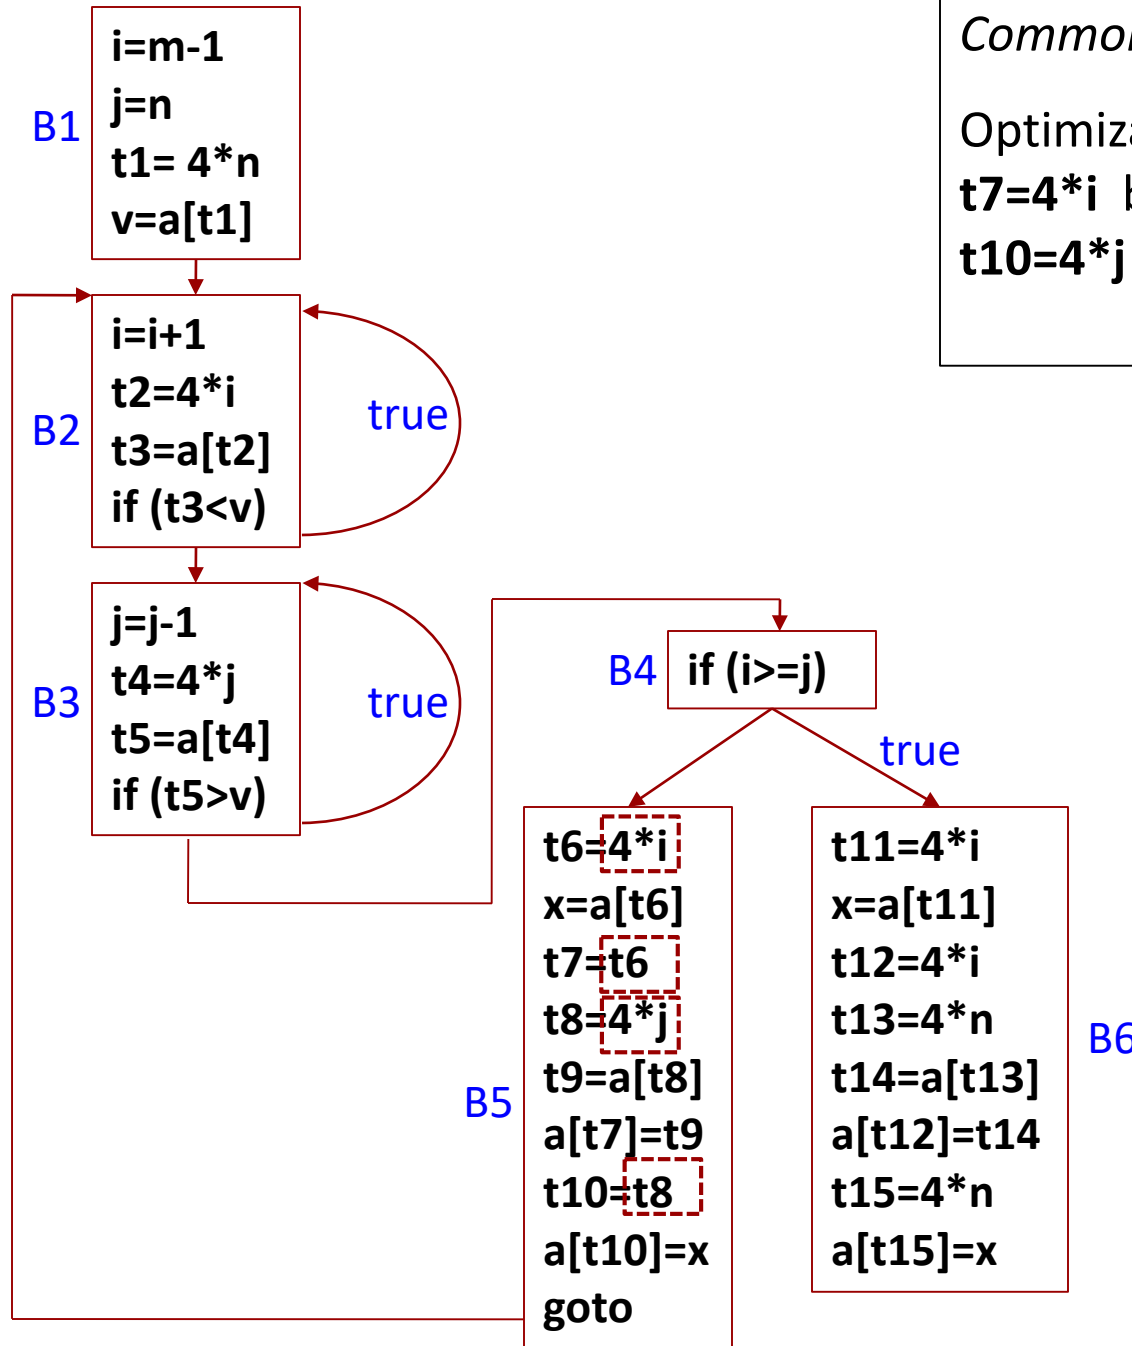 B1
i=m-1
j=n
t1= 4*n
v=a[t1]
Optimiza
t7=4*i b
t10=4*j
B2
i=i+1
t2=4*i
t3=a[t2]
if (t3<v)
true
B3
j=j-1
t4=4*j
t5=a[t4]
if (t5>v)
true
B4
if (i>=j)
true
B5
t6=4*i
x=a[t6]
t7=t6
t8=4*j
t9=a[t8]
a[t7]=t9
t10=t8
a[t10]=x
goto
t11=4*i
x=a[t11]
t12=4*i
t13=4*n
t14=a[t13]
a[t12]=t14
t15=4*n
a[t15]=x
B6